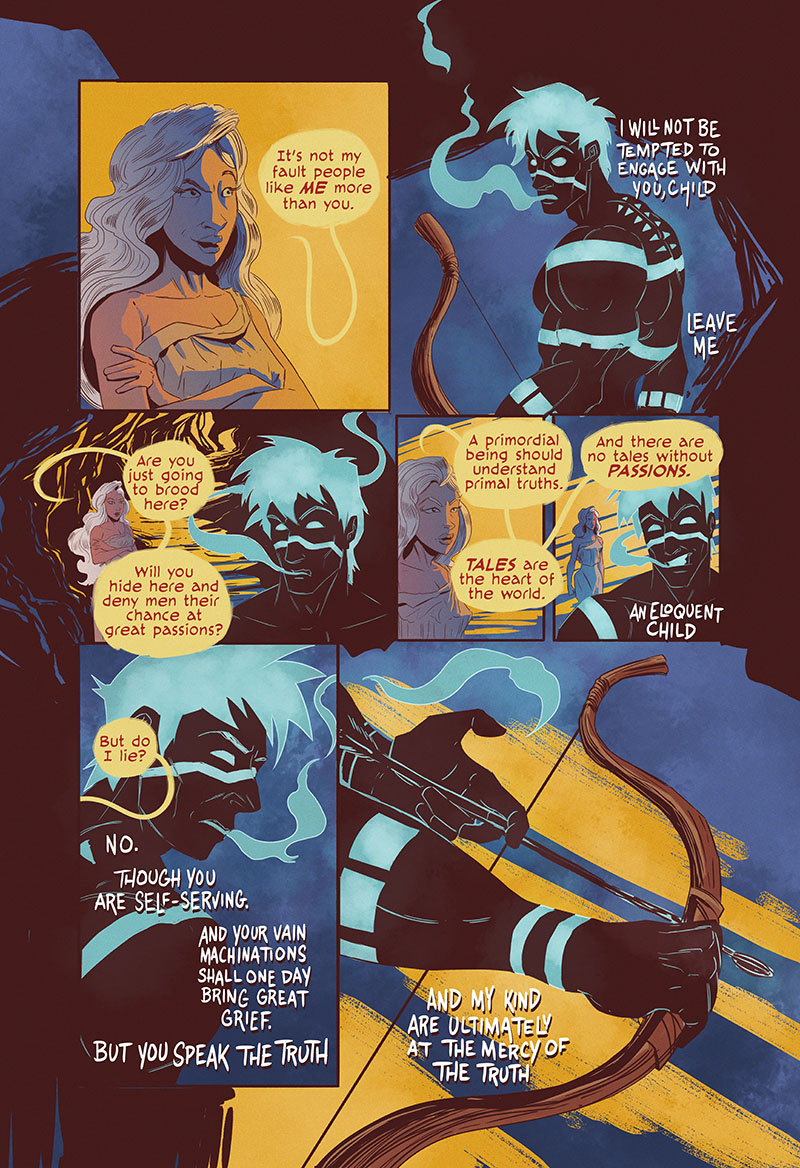 It's not my
fault people
like ME more
than you.
I WILL NOT BE
TEMPTED TO
ENGAGE WITH
YOU, CHILD
LEAVE
ME
Are you
just going
to brood
here?
Will you
hide here and
deny men their
chance at
great passions?
A primordial
being should
understand
primal truths.
TALES are
the heart of
the world.
And there are
no tales without
PASSIONS.
AN ELOQUENT
CHILD
But do
I lie?
NO.
THOUGH YOU
ARE SELF-SERVING.
AND YOUR VAIN
MACHINATIONS
SHALL ONE DAY
BRING GREAT
GRIEF.
BUT YOU SPEAK THE TRUTH
AND MY KIND
ARE ULTIMATELY
AT THE MERCY OF
THE TRUTH